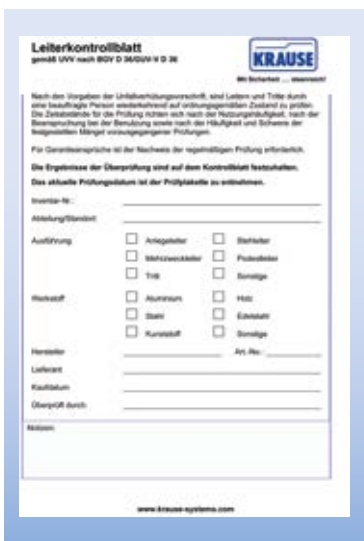 Leiterkontrollblatt
gemäß UVV nach BGV D 36/GUV-V D 36
KRAUSE
Mit Sicherheit .... ideenreich!
Nach den Vorgaben der Unfallverhütungsvorschrift, sind Leitern und Tritte durch
eine beauftragte Person wiederkehrend auf ordnungsgemäßen Zustand zu prüfen.
Die Zeitabstände für die Prüfung richten sich nach der Nutzungshäufigkeit, nach der
Beanspruchung bei der Benutzung sowie nach der Häufigkeit und Schwere der
festgestellten Mängel vorausgegangener Prüfungen.
Für Garantieansprüche ist der Nachweis der regelmäßigen Prüfung erforderlich.
Die Ergebnisse der Überprüfung sind auf dem Kontrollblatt festzuhalten.
Das aktuelle Prüfungsdatum ist der Prüfplakette zu entnehmen.
Inventar-Nr.:
Abteilung/Standort:
Ausführung
Anlegeleiter
Stehleiter
Mehrzweckleiter
Podestleiter
Tritt
Sonstige
Werkstoff
Aluminium
Holz
Stahl
Edelstahl
Kunststoff
Sonstige
Hersteller
Art.-No.:
Lieferant
Kaufdatum
Überprüft durch:
Notizen:
www.krause-systems.com